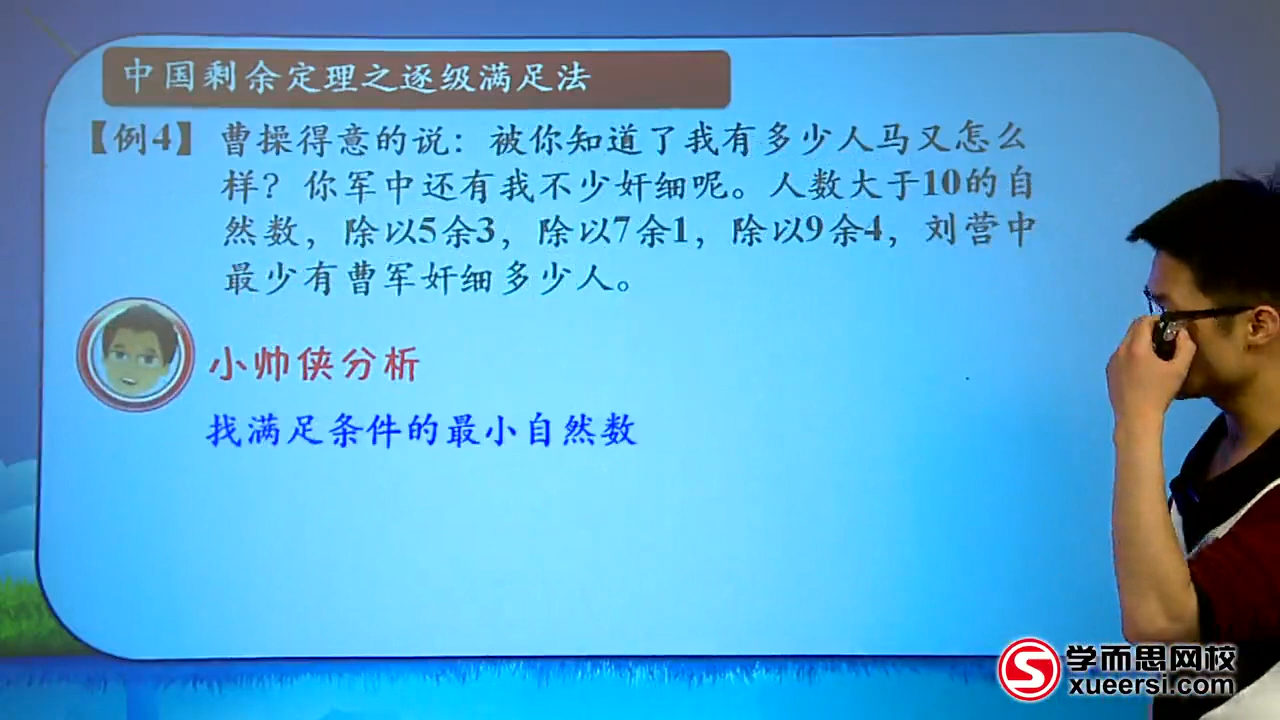 中国剩余定理之逐级满足法
【例4】 曹操得意的说：被你知道了我有多少人马又怎么
样？你军中还有我不少奸细呢。人数大于10的自
然数，除以5余3，除以7余1，除以9余4，刘营中
最少有曹军奸细多少人。
小帅侠分析
找满足条件的最小自然数
学而思网校
xueersi.com